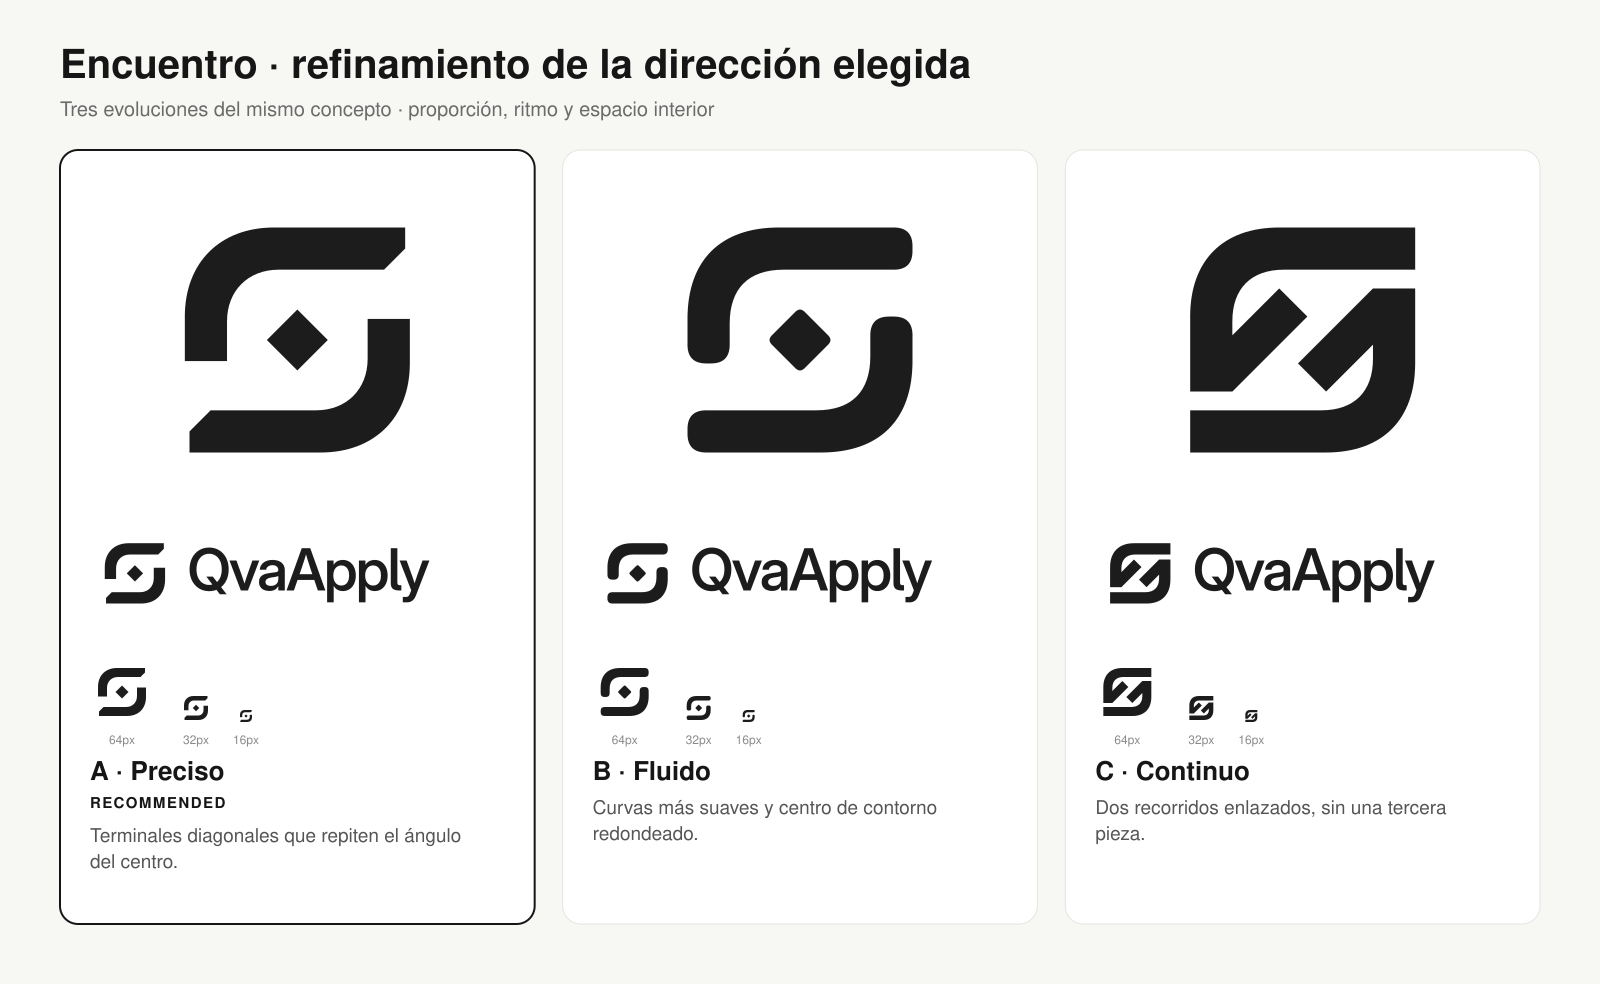 Encuentro · refinamiento de la dirección elegida
Tres evoluciones del mismo concepto · proporción, ritmo y espacio interior
QvaApply
64px
32px
16px
A · Preciso
RECOMMENDED
Terminales diagonales que repiten el ángulo
del centro.
QvaApply
64px
32px
16px
B · Fluido
Curvas más suaves y centro de contorno
redondeado.
QvaApply
64px
32px
16px
C · Continuo
Dos recorridos enlazados, sin una tercera
pieza.